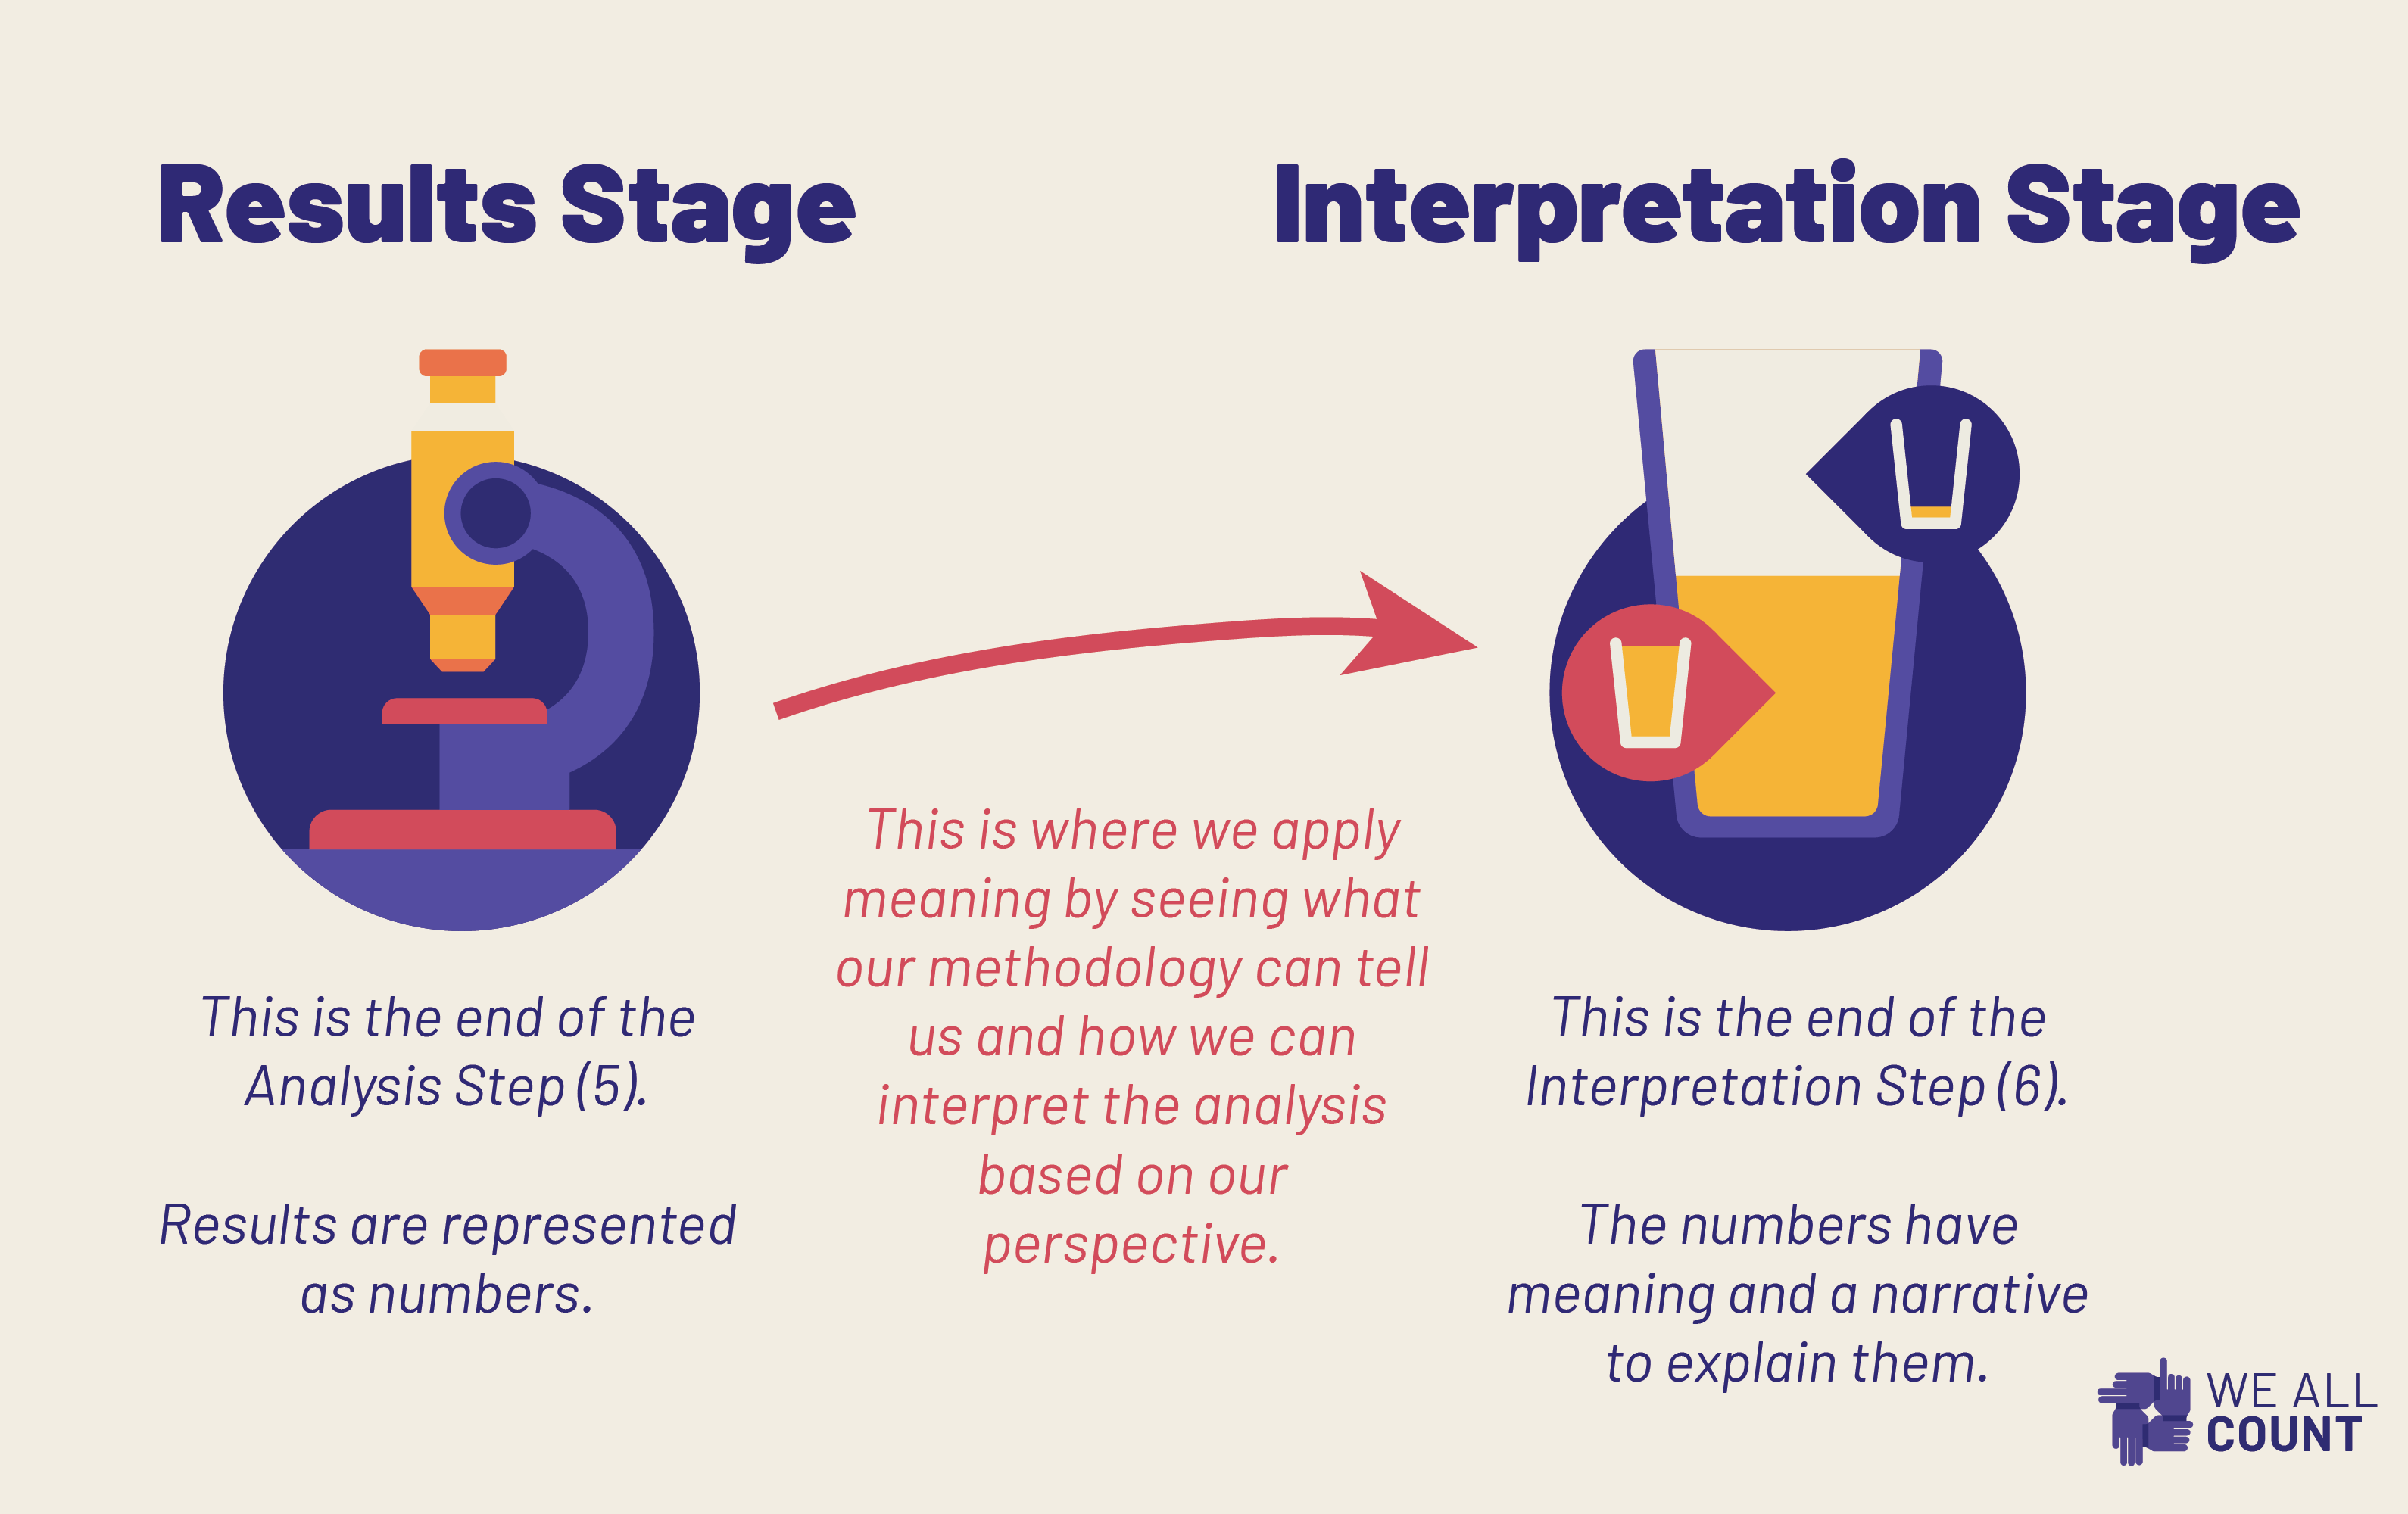 Results Stage
Interpretation Stage
This is the end of the
Analysis Step (5).
Results are represented
as numbers.
This is where we apply
meaning by seeing what
our methodology can tell
us and how we can
interpret the analysis
based on our
perspective.
This is the end of the
Interpretation Step (6).
The numbers have
meaning and a narrative
to explain them.
WE ALL
COUNT